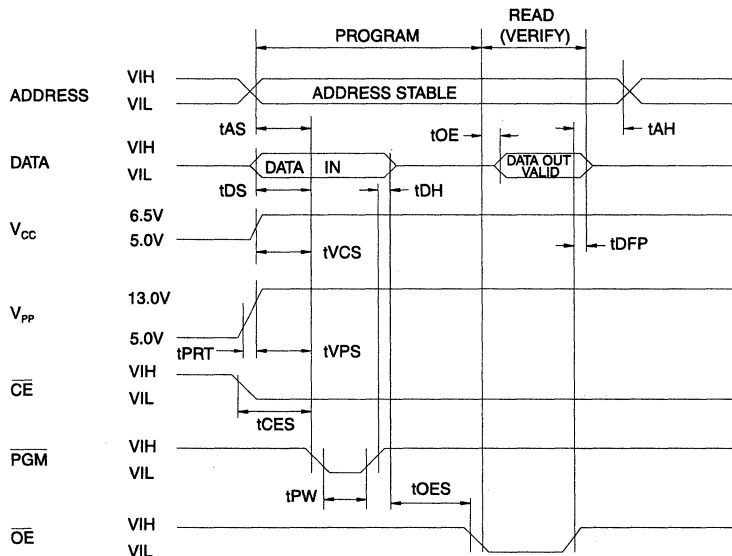 READ
PROGRAM (VERIFY)
ADDRESS VIH
VIL ADDRESS STABLE
tAS tOE tAH
DATA VIH
VIL DATA IN DATA OUT VALID
tDS tDH
VCC 6.5V
5.0V tVCS tDFP
VPP 13.0V
5.0V
tPRT tVPS
CE VIH
VIL
tCES
PGM VIH
VIL
tPW tOES
OE VIH
VIL